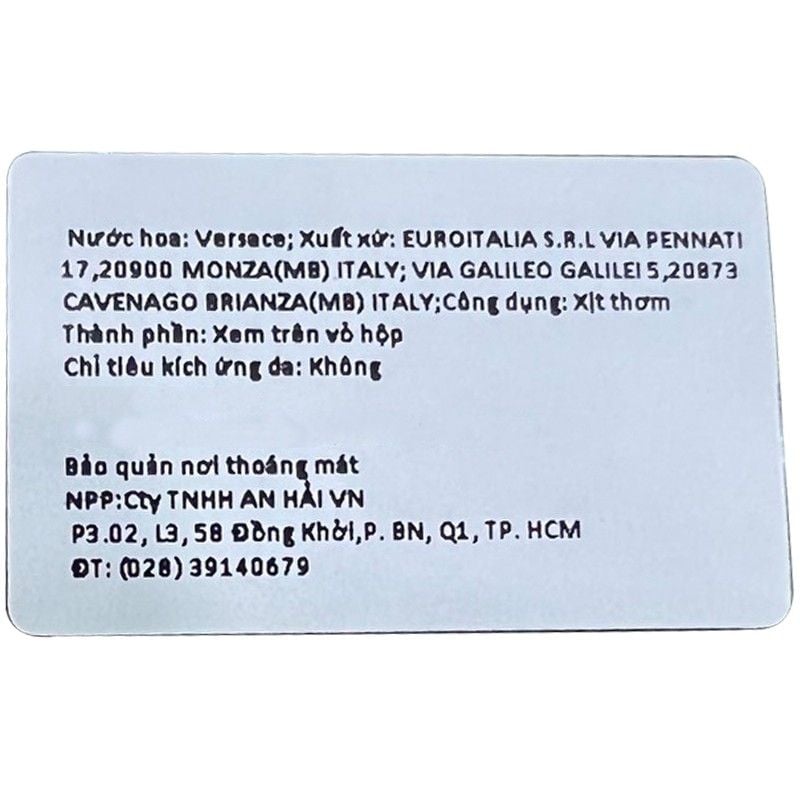 Nước hoa: Versace; Xuất xứ: EUROITALIA S.R.L VIA PENNATI
17,20900 MONZA(MB) ITALY; VIA GALILEO GALILEI 5,20873
CAVENAGO BRIANZA(MB) ITALY;Công dụng: Xịt thơm
Thành phần: Xem trên vỏ hộp
Chỉ tiêu kích ứng da: Không
Bảo quản nơi thoáng mát
NPP:Cty TNHH AN HẢI VN
P3.02, L3, 58 Đồng Khởi,P. BN, Q1, TP. HCM
ĐT: (028) 39140679